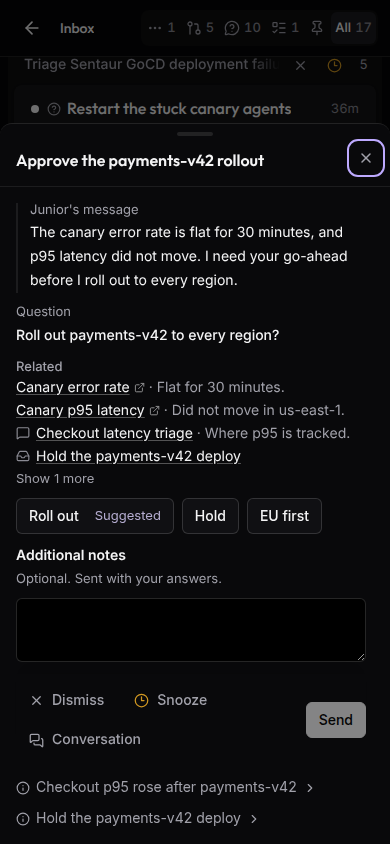 Inbox
1
5
10
1
All 17
Triage Sentaur GoCD deployment
5
Restart the stuck canary agents
36m
Approve the payments-v42 rollout
Junior's message
The canary error rate is flat for 30 minutes, and
p95 latency did not move. I need your go-ahead
before I roll out to every region.
Question
Roll out payments-v42 to every region?
Related
Canary error rate · Flat for 30 minutes.
Canary p95 latency · Did not move in us-east-1.
Checkout latency triage · Where p95 is tracked.
Hold the payments-v42 deploy
Show 1 more
Roll out Suggested
Hold
EU first
Additional notes
Optional. Sent with your answers.
Dismiss
Snooze
Send
Conversation
Checkout p95 rose after payments-v42
Hold the payments-v42 deploy